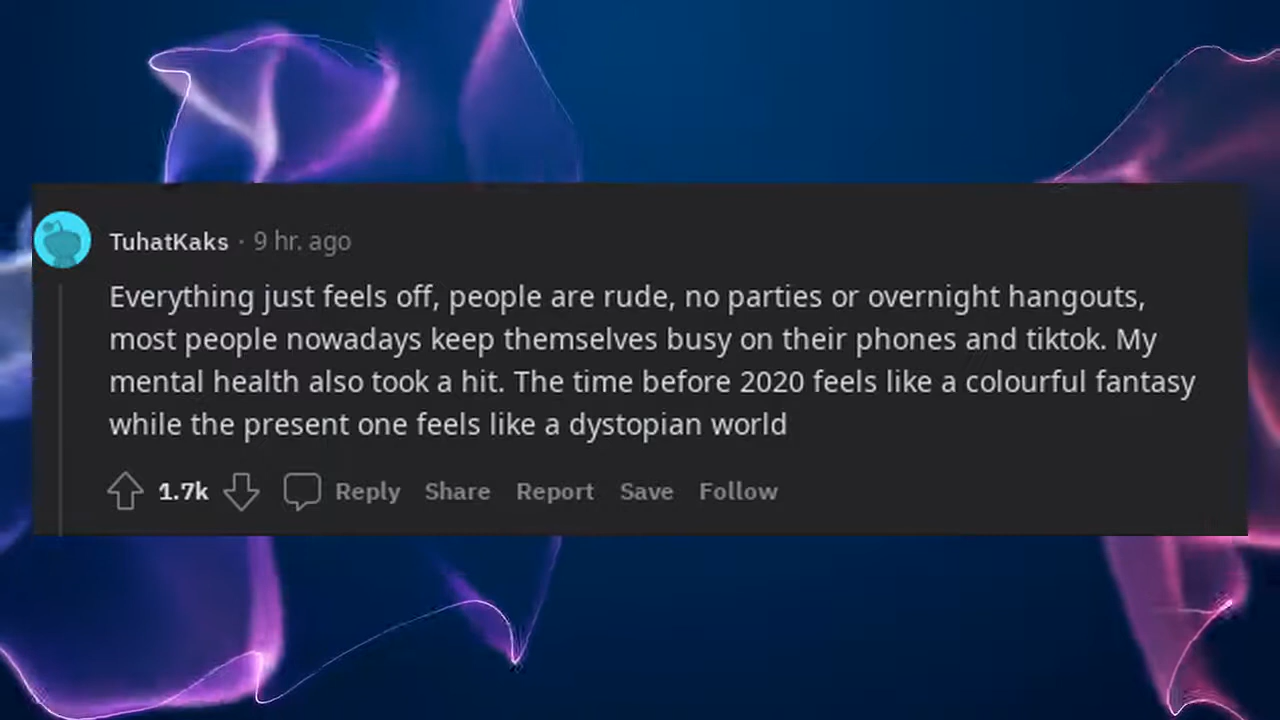 TuhatKaks · 9 hr. ago
Everything just feels off, people are rude, no parties or overnight hangouts,
most people nowadays keep themselves busy on their phones and tiktok. My
mental health also took a hit. The time before 2020 feels like a colourful fantasy
while the present one feels like a dystopian world
1.7k Reply Share Report Save Follow